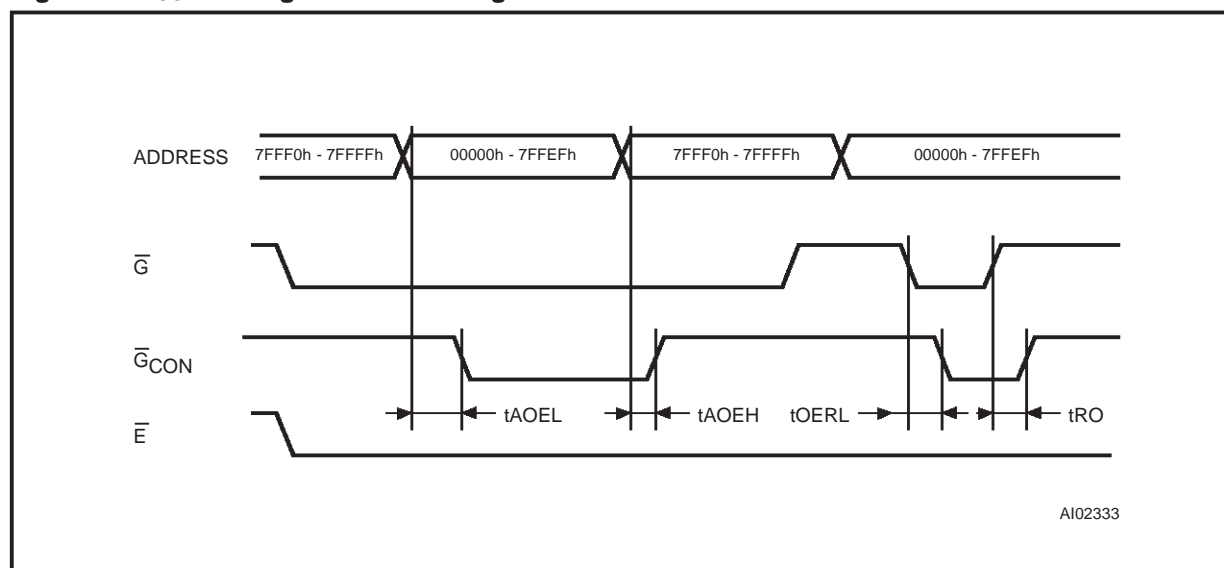 ADDRESS 7FFF0h - 7FFFFh 00000h - 7FFEFh 7FFF0h - 7FFFFh 00000h - 7FFEFh
G̅
G̅CON
tAOEL tAOEH tOERL tRO
E̅
AI02333